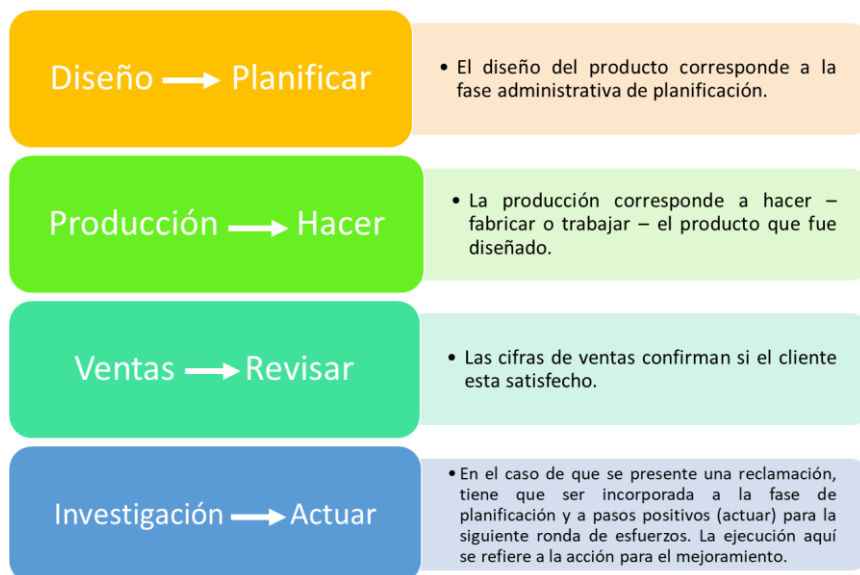 Diseño → Planificar
• El diseño del producto corresponde a la
fase administrativa de planificación.
Producción → Hacer
• La producción corresponde a hacer –
fabricar o trabajar – el producto que fue
diseñado.
Ventas → Revisar
• Las cifras de ventas confirman si el cliente
esta satisfecho.
Investigación → Actuar
• En el caso de que se presente una reclamación,
tiene que ser incorporada a la fase de
planificación y a pasos positivos (actuar) para la
siguiente ronda de esfuerzos. La ejecución aquí
se refiere a la acción para el mejoramiento.